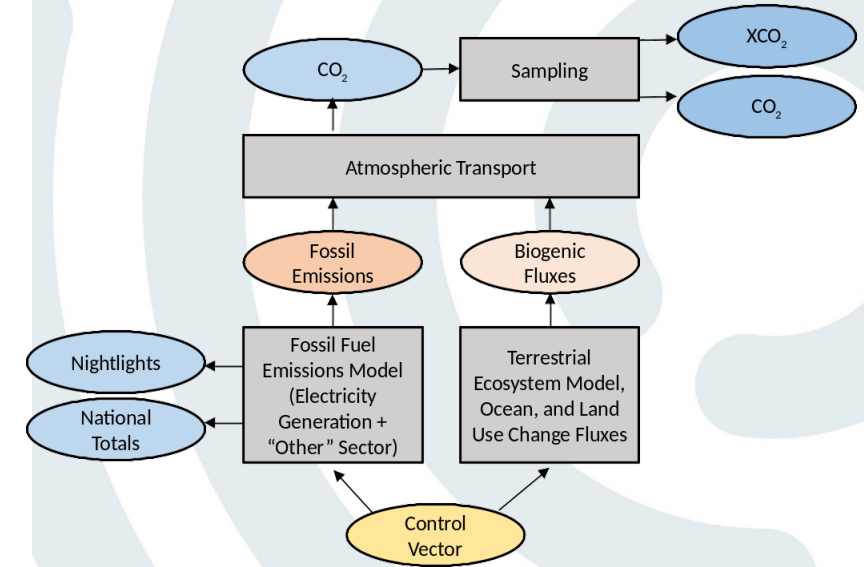 XCO₂
CO₂
Sampling
CO₂
Atmospheric Transport
Fossil
Emissions
Biogenic
Fluxes
Nightlights
National
Totals
Fossil Fuel
Emissions Model
(Electricity
Generation +
“Other” Sector)
Terrestrial
Ecosystem Model,
Ocean, and Land
Use Change Fluxes
Control
Vector